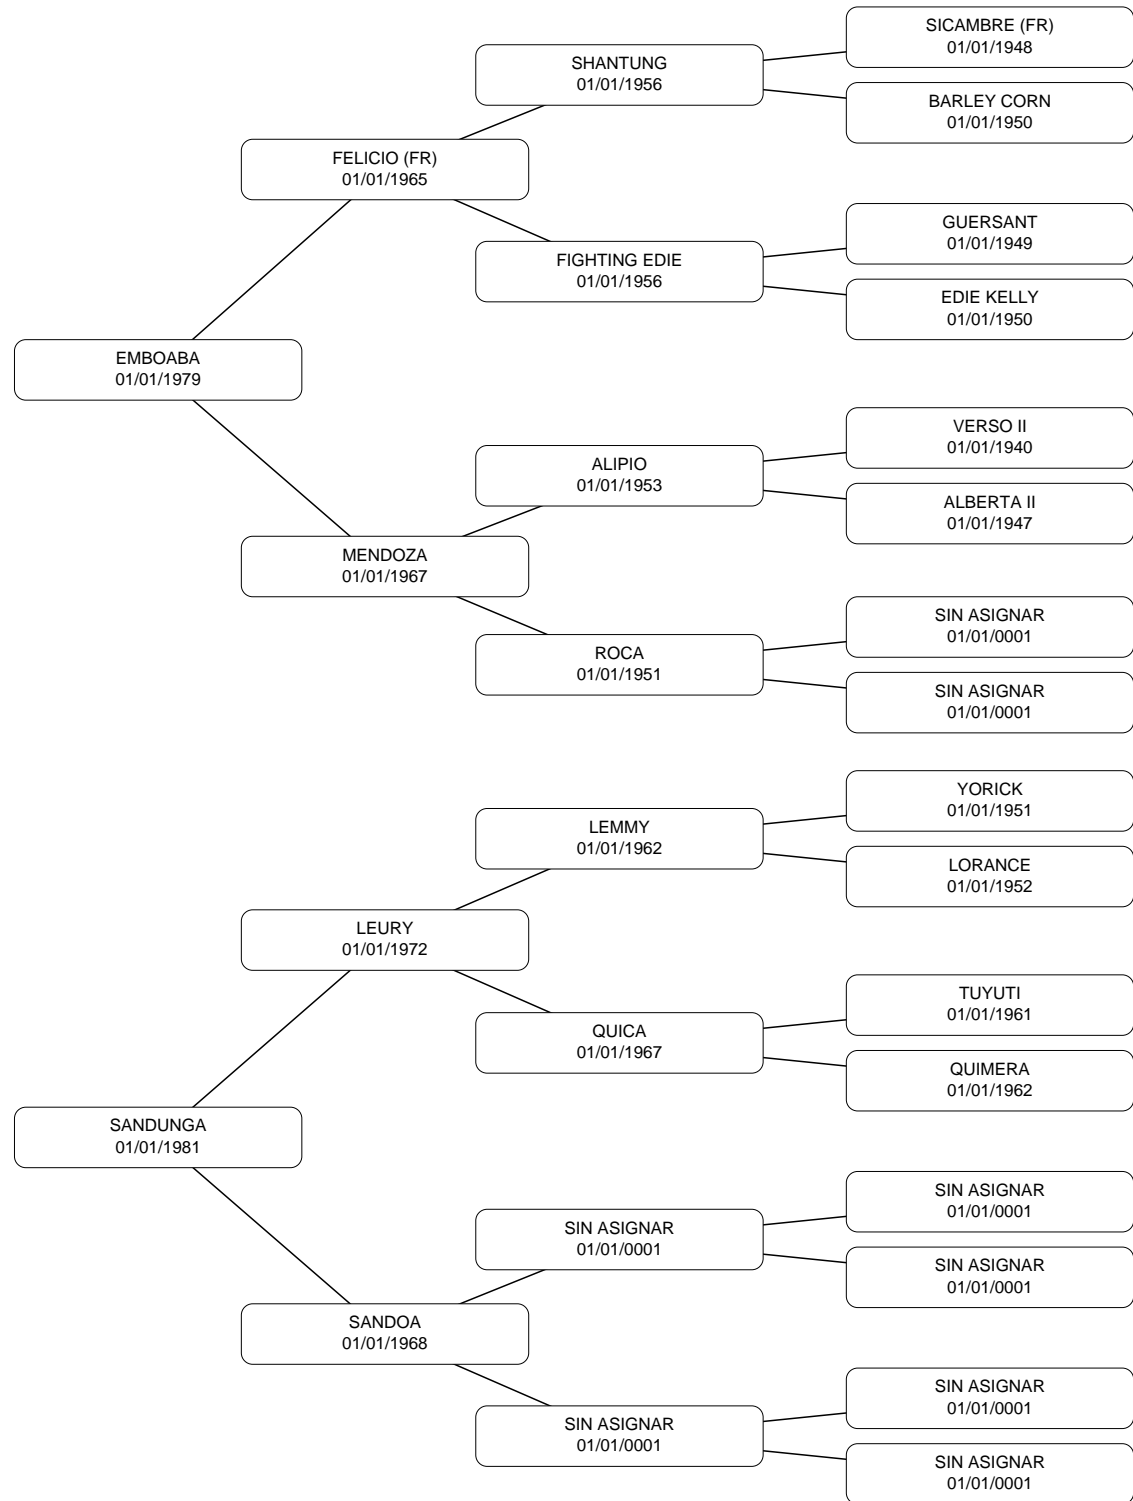 SICAMBRE (FR)
01/01/1948
SHANTUNG
01/01/1956
BARLEY CORN
01/01/1950
FELICIO (FR)
01/01/1965
GUERSANT
01/01/1949
FIGHTING EDIE
01/01/1956
EDIE KELLY
01/01/1950
EMBOABA
01/01/1979
VERSO II
01/01/1940
ALIPIO
01/01/1953
ALBERTA II
01/01/1947
MENDOZA
01/01/1967
SIN ASIGNAR
01/01/0001
ROCA
01/01/1951
SIN ASIGNAR
01/01/0001
YORICK
01/01/1951
LEMMY
01/01/1962
LORANCE
01/01/1952
LEURY
01/01/1972
TUYUTI
01/01/1961
QUICA
01/01/1967
QUIMERA
01/01/1962
SANDUNGA
01/01/1981
SIN ASIGNAR
01/01/0001
SIN ASIGNAR
01/01/0001
SIN ASIGNAR
01/01/0001
SANDOA
01/01/1968
SIN ASIGNAR
01/01/0001
SIN ASIGNAR
01/01/0001
SIN ASIGNAR
01/01/0001